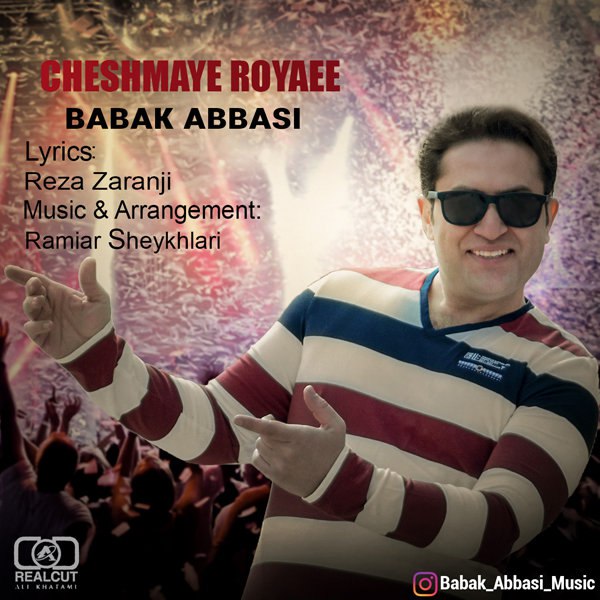 CHESHMAYE ROYAEE
BABAK ABBASI
Lyrics:
Reza Zaranji
Music & Arrangement:
Ramiar Sheykhlari
REALCUT
ALI KHATAMI
Babak_Abbasi_Music